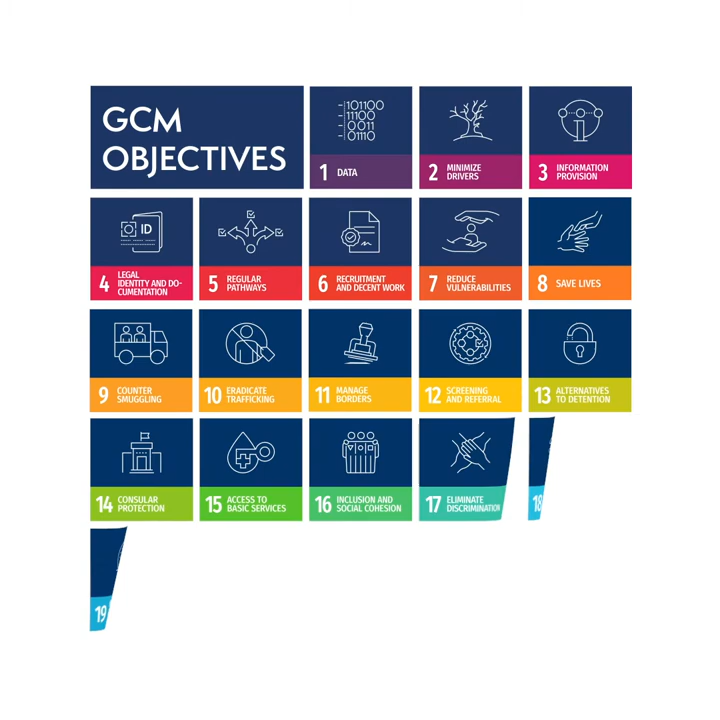 GCM
OBJECTIVES
101100
11100
0011
01110
1 DATA
2 MINIMIZE
DRIVERS
3 INFORMATION
PROVISION
ID
4 LEGAL
IDENTITY AND DO-
CUMENTATION
5 REGULAR
PATHWAYS
6 RECRUITMENT
AND DECENT WORK
7 REDUCE
VULNERABILITIES
8 SAVE LIVES
9 COUNTER
SMUGGLING
10 ERADICATE
TRAFFICKING
11 MANAGE
BORDERS
12 SCREENING
AND REFERRAL
13 ALTERNATIVES
TO DETENTION
14 CONSULAR
PROTECTION
15 ACCESS TO
BASIC SERVICES
16 INCLUSION AND
SOCIAL COHESION
17 ELIMINATE
DISCRIMINATION
18
19